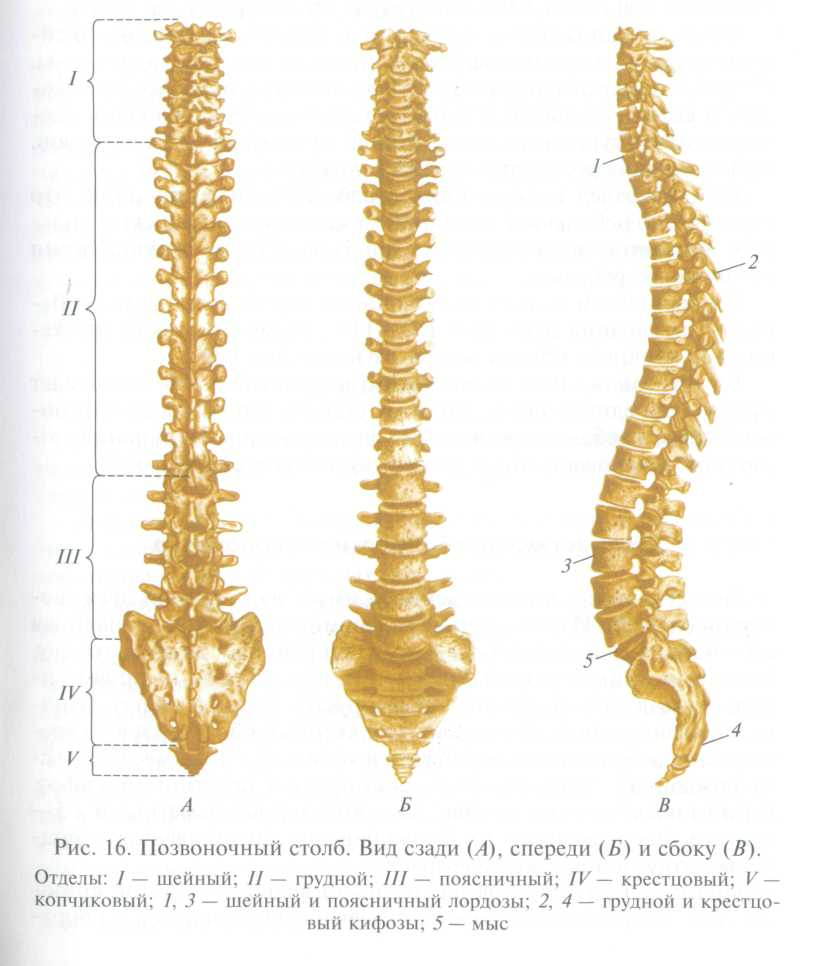 I
II
III
IV
V
1
2
3
5
4
А
Б
В
Рис. 16. Позвоночный столб. Вид сзади (А), спереди (Б) и сбоку (В).
Отделы: I — шейный; II — грудной; III — поясничный; IV — крестцовый; V —
копчиковый; 1, 3 — шейный и поясничный лордозы; 2, 4 — грудной и крестцо-
вый кифозы; 5 — мыс